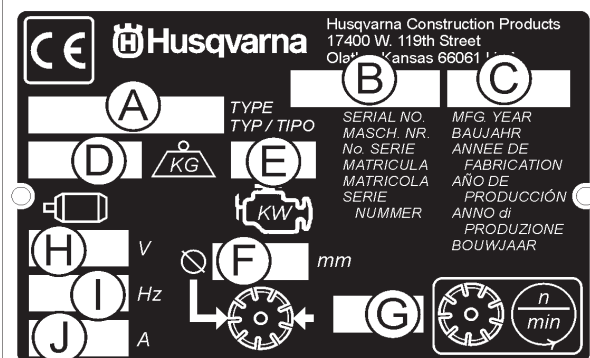 CE
Husqvarna
Husqvarna Construction Products
17400 W. 119th Street
Kansas 66061
A
B
C
TYPE
TYP / TIPO
SERIAL NO.
MASCH. NR.
No. SERIE
MATRICULA
MATRICOLA
SERIE
NUMMER
MFG. YEAR
BAUJAHR
ANNEE DE
FABRICATION
AÑO DE
PRODUCCIÓN
ANNO di
PRODUZIONE
BOUWJAAR
D
KG
E
KW
H
V
F
mm
I
Hz
G
n
min
J
A